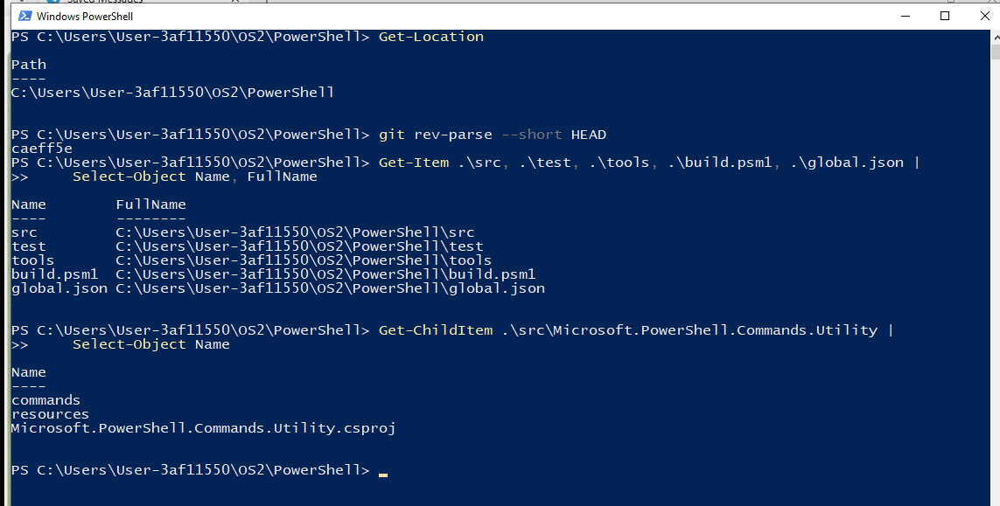 Saved Messages
Windows PowerShell
PS C:\Users\User-3af11550\OS2\PowerShell> Get-Location
Path
----
C:\Users\User-3af11550\OS2\PowerShell
PS C:\Users\User-3af11550\OS2\PowerShell> git rev-parse --short HEAD
caeff5e
PS C:\Users\User-3af11550\OS2\PowerShell> Get-Item .\src, .\test, .\tools, .\build.psm1, .\global.json |
>>     Select-Object Name, FullName
Name        FullName
----        --------
src         C:\Users\User-3af11550\OS2\PowerShell\src
test        C:\Users\User-3af11550\OS2\PowerShell\test
tools       C:\Users\User-3af11550\OS2\PowerShell\tools
build.psm1  C:\Users\User-3af11550\OS2\PowerShell\build.psm1
global.json C:\Users\User-3af11550\OS2\PowerShell\global.json
PS C:\Users\User-3af11550\OS2\PowerShell> Get-ChildItem .\src\Microsoft.PowerShell.Commands.Utility |
>>     Select-Object Name
Name
----
commands
resources
Microsoft.PowerShell.Commands.Utility.csproj
PS C:\Users\User-3af11550\OS2\PowerShell>